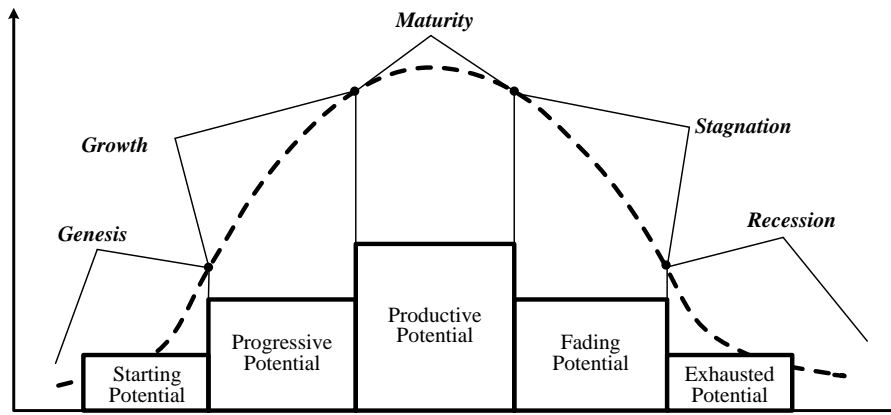 Maturity
Growth
Stagnation
Genesis
Recession
Starting
Potential
Progressive
Potential
Productive
Potential
Fading
Potential
Exhausted
Potential